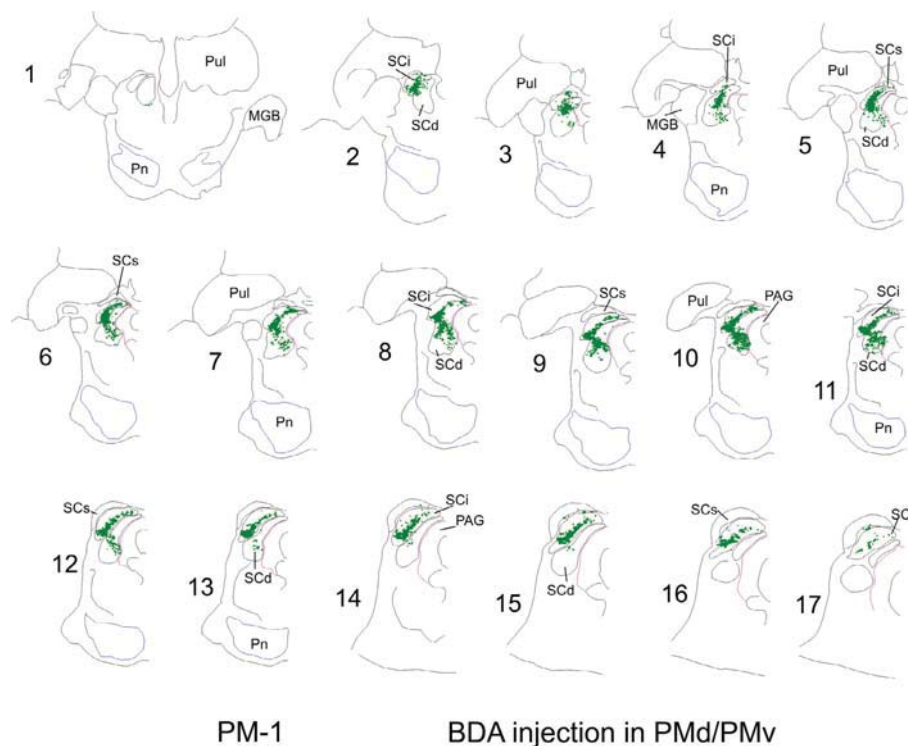 1
Pul
MGB
Pn
2
SCi
SCd
3
Pul
4
SCi
MGB
Pn
5
SCs
Pul
SCd
6
SCs
7
Pul
Pn
8
SCi
SCd
9
SCs
10
Pul
PAG
11
SCi
SCd
Pn
12
SCs
13
SCd
Pn
14
SCi
PAG
15
SCd
16
SCs
17
PM-1
BDA injection in PMd/PMv